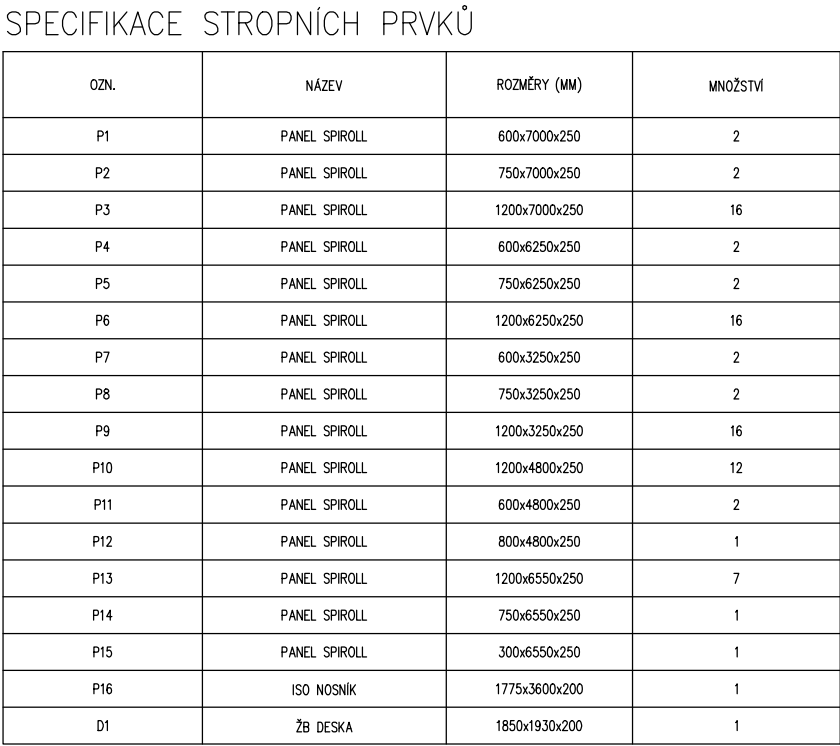 SPECIFIKACE STROPNÍCH PRVKŮ
OZN. NÁZEV ROZMĚRY (MM) MNOŽSTVÍ
P1 PANEL SPIROLL 600x7000x250 2
P2 PANEL SPIROLL 750x7000x250 2
P3 PANEL SPIROLL 1200x7000x250 16
P4 PANEL SPIROLL 600x6250x250 2
P5 PANEL SPIROLL 750x6250x250 2
P6 PANEL SPIROLL 1200x6250x250 16
P7 PANEL SPIROLL 600x3250x250 2
P8 PANEL SPIROLL 750x3250x250 2
P9 PANEL SPIROLL 1200x3250x250 16
P10 PANEL SPIROLL 1200x4800x250 12
P11 PANEL SPIROLL 600x4800x250 2
P12 PANEL SPIROLL 800x4800x250 1
P13 PANEL SPIROLL 1200x6550x250 7
P14 PANEL SPIROLL 750x6550x250 1
P15 PANEL SPIROLL 300x6550x250 1
P16 ISO NOSNÍK 1775x3600x200 1
D1 ŽB DESKA 1850x1930x200 1